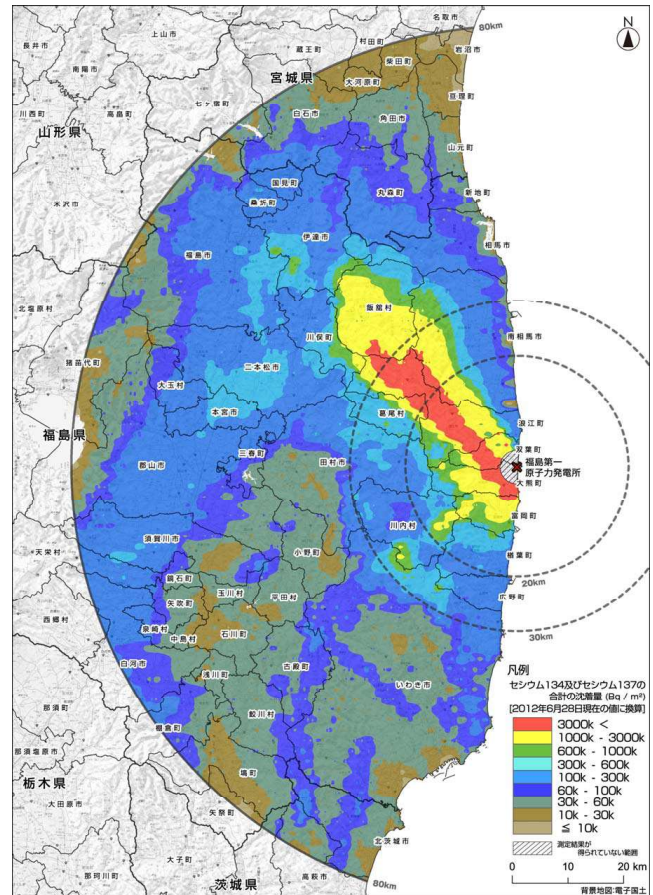 80km
名取市
N
上山市
村田町
岩沼市
長井市
蔵王町
柴田町
南陽市
宮城県
大河原町
亘理町
七ヶ宿町
川西町
高畠町
白石市
角田市
山形県
山元町
国見町
丸森町
米沢市
桑折町
新地町
伊達市
相馬市
福島市
飯舘村
北塩原村
川俣町
南相馬市
猪苗代町
二本松市
大玉村
本宮市
葛尾村
浪江町
福島県
三春町
双葉町
田村市
福島第一
原子力発電所
郡山市
大熊町
富岡町
川内村
須賀川市
小野町
天栄村
楢葉町
鏡石町
20km
玉川村
広野町
矢吹町
平田村
西郷村
泉崎村
石川町
30km
中島村
白河市
古殿町
浅川町
いわき市
那須町
鮫川村
棚倉町
那須塩原市
塙町
栃木県
矢祭町
大田原市
北茨城市
大子町
那珂川町
高萩市
茨城県
80km
凡例
セシウム134及びセシウム137の
合計の沈着量 (Bq / m²)
[2012年6月28日現在の値に換算]
3000k <
1000k - 3000k
600k - 1000k
300k - 600k
100k - 300k
60k - 100k
30k - 60k
10k - 30k
≦ 10k
測定結果が
得られていない範囲
0 10 20 km
背景地図:電子国土